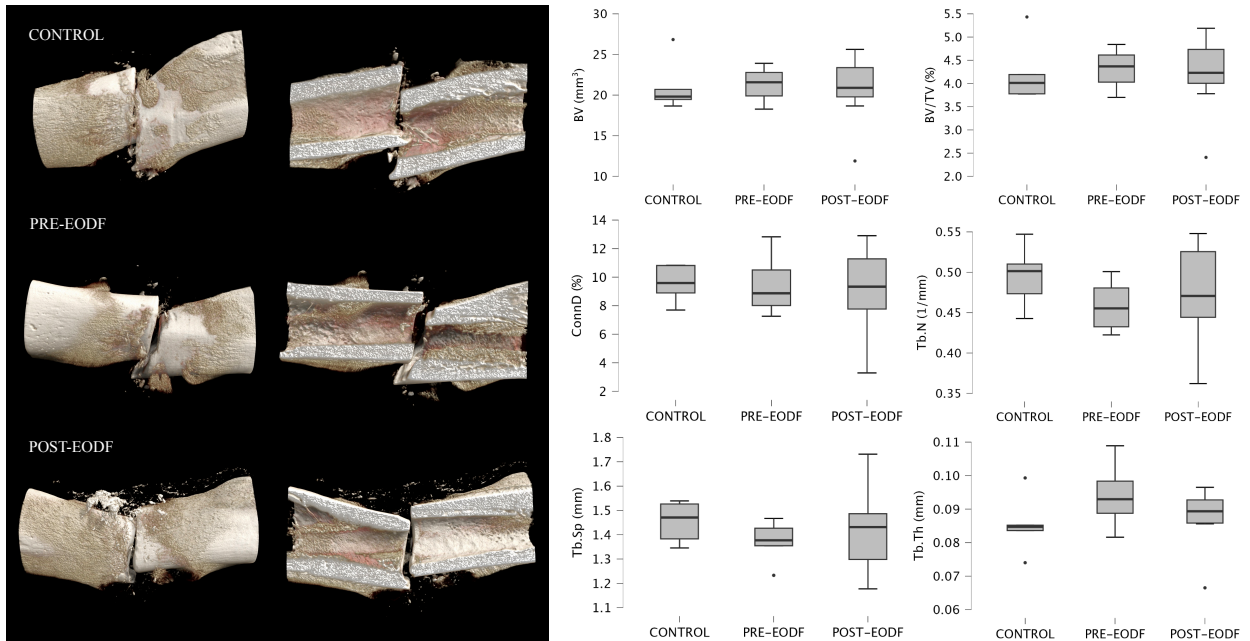 CONTROL
PRE-EODF
POST-EODF
BV (mm³)
30
25
20
15
10
CONTROL PRE-EODF POST-EODF
BV/TV (%)
5.5
5.0
4.5
4.0
3.5
3.0
2.5
2.0
CONTROL PRE-EODF POST-EODF
ConnD (%)
14
12
10
8
6
4
2
CONTROL PRE-EODF POST-EODF
Tb.N (1/mm)
0.55
0.50
0.45
0.40
0.35
CONTROL PRE-EODF POST-EODF
Tb.Sp (mm)
1.8
1.7
1.6
1.5
1.4
1.3
1.2
1.1
CONTROL PRE-EODF POST-EODF
Tb.Th (mm)
0.11
0.10
0.09
0.08
0.07
0.06
CONTROL PRE-EODF POST-EODF